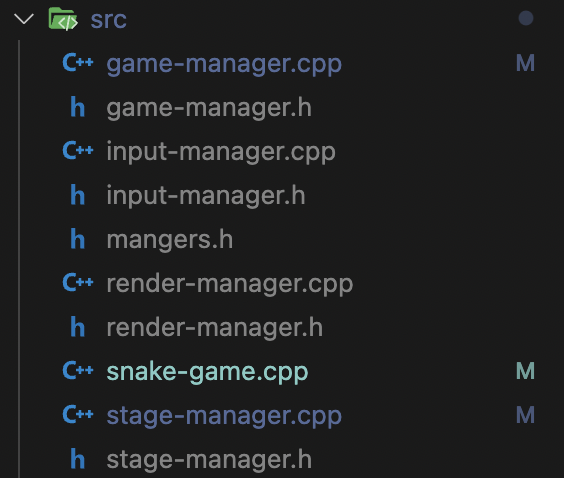 src
C++ game-manager.cpp M
h game-manager.h
C++ input-manager.cpp
h input-manager.h
h mangers.h
C++ render-manager.cpp
h render-manager.h
C++ snake-game.cpp M
C++ stage-manager.cpp M
h stage-manager.h